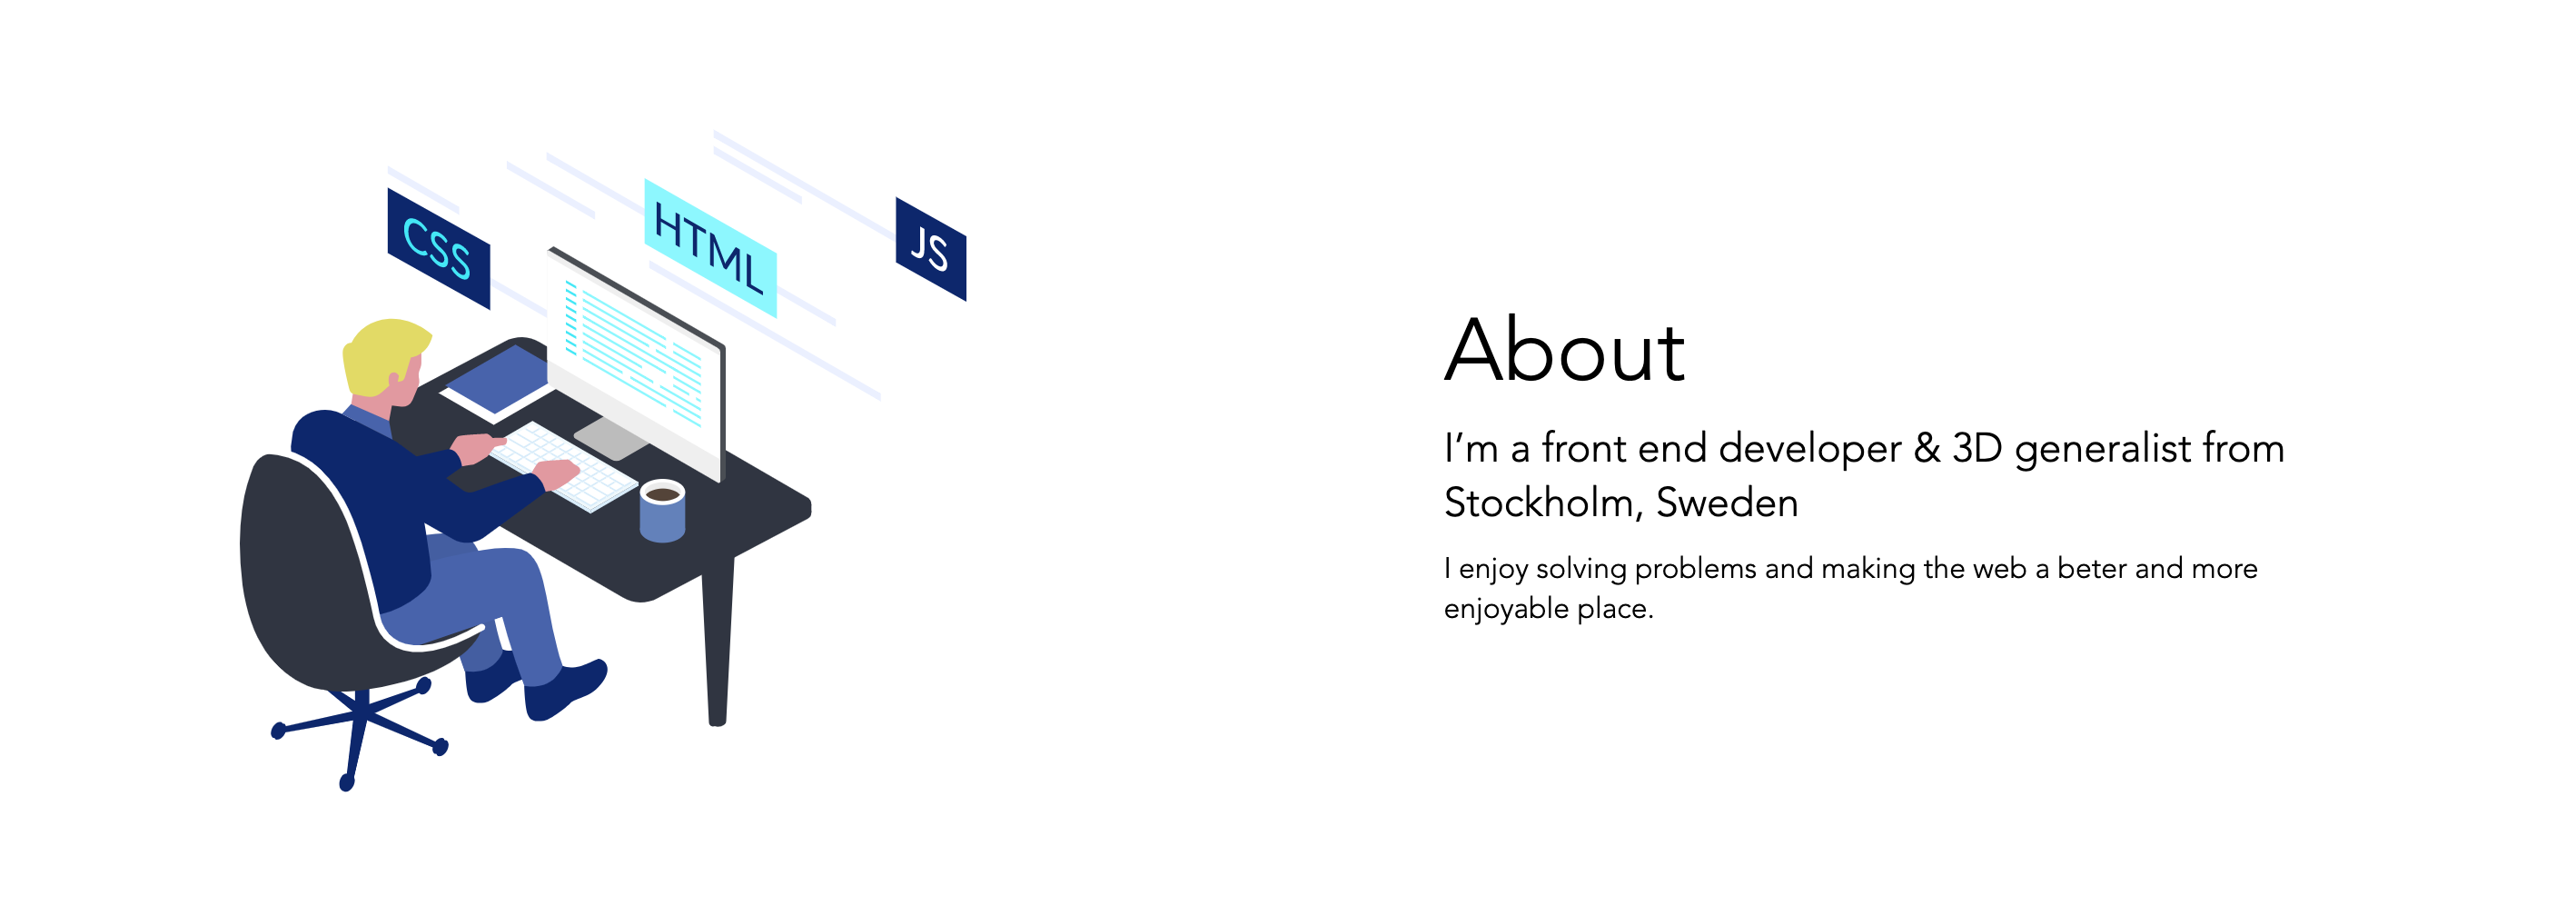 CSS
HTML
JS
About
I’m a front end developer & 3D generalist from
Stockholm, Sweden
I enjoy solving problems and making the web a beter and more
enjoyable place.